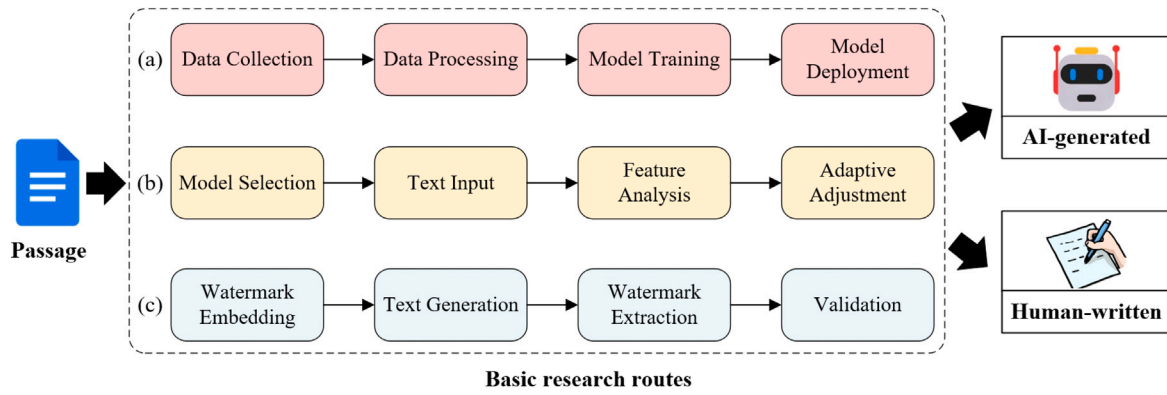 (a)
Data Collection
Data Processing
Model Training
Model
Deployment
AI-generated
Passage
(b)
Model Selection
Text Input
Feature
Analysis
Adaptive
Adjustment
(c)
Watermark
Embedding
Text Generation
Watermark
Extraction
Validation
Human-written
Basic research routes